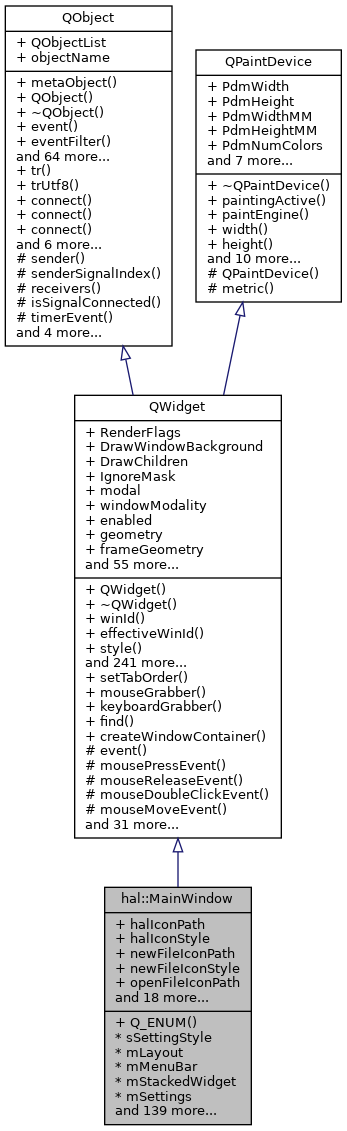 QObject
+ QObjectList
+ objectName
+ metaObject()
+ QObject()
+ ~QObject()
+ event()
+ eventFilter()
and 64 more...
+ tr()
+ trUtf8()
+ connect()
+ connect()
+ connect()
and 6 more...
# sender()
# senderSignalIndex()
# receivers()
# isSignalConnected()
# timerEvent()
and 4 more...
QPaintDevice
+ PdmWidth
+ PdmHeight
+ PdmWidthMM
+ PdmHeightMM
+ PdmNumColors
and 7 more...
+ ~QPaintDevice()
+ paintingActive()
+ paintEngine()
+ width()
+ height()
and 10 more...
# QPaintDevice()
# metric()
QWidget
+ RenderFlags
+ DrawWindowBackground
+ DrawChildren
+ IgnoreMask
+ modal
+ windowModality
+ enabled
+ geometry
+ frameGeometry
and 55 more...
+ QWidget()
+ ~QWidget()
+ winId()
+ effectiveWinId()
+ style()
and 241 more...
+ setTabOrder()
+ mouseGrabber()
+ keyboardGrabber()
+ find()
+ createWindowContainer()
# event()
# mousePressEvent()
# mouseReleaseEvent()
# mouseDoubleClickEvent()
# mouseMoveEvent()
and 31 more...
hal::MainWindow
+ halIconPath
+ halIconStyle
+ newFileIconPath
+ newFileIconStyle
+ openFileIconPath
and 18 more...
+ Q_ENUM()
* sSettingStyle
* mLayout
* mMenuBar
* mStackedWidget
* mSettings
and 139 more...